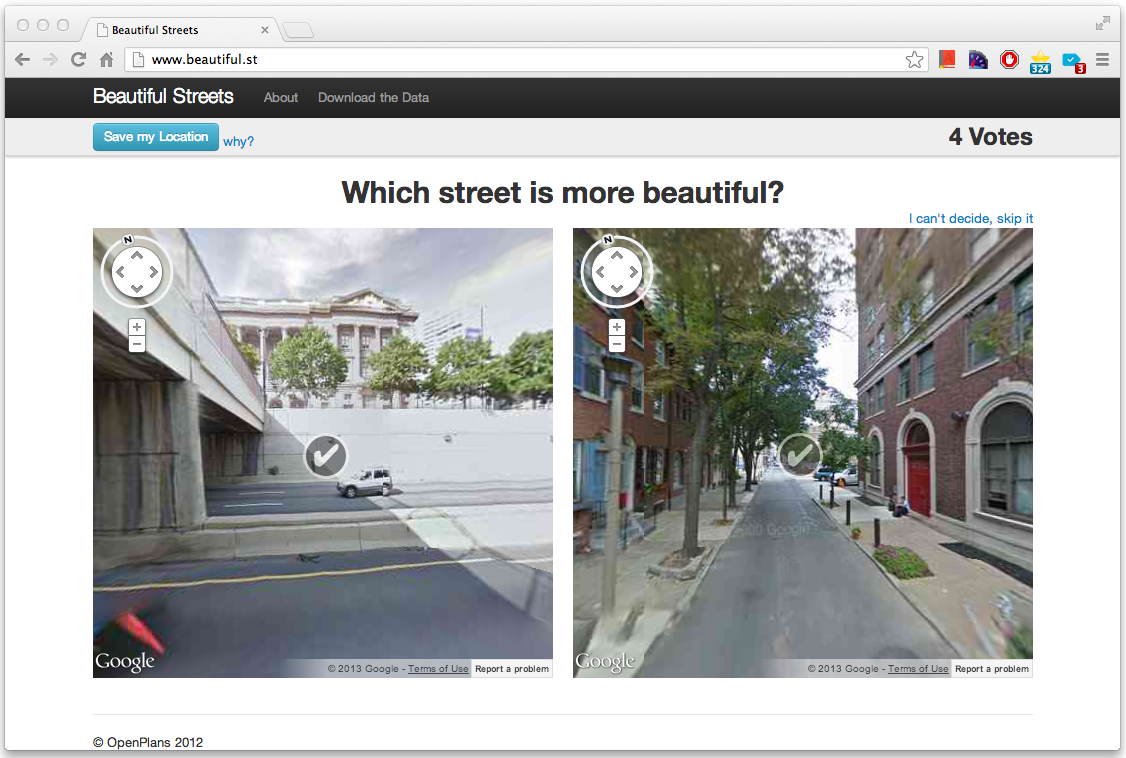 Beautiful Streets
www.beautiful.st
324
3
Beautiful Streets About Download the Data
Save my Location why?
4 Votes
Which street is more beautiful?
I can't decide, skip it
N
N
Google
© 2013 Google - Terms of Use Report a problem
Google
© 2013 Google - Terms of Use Report a problem
© OpenPlans 2012